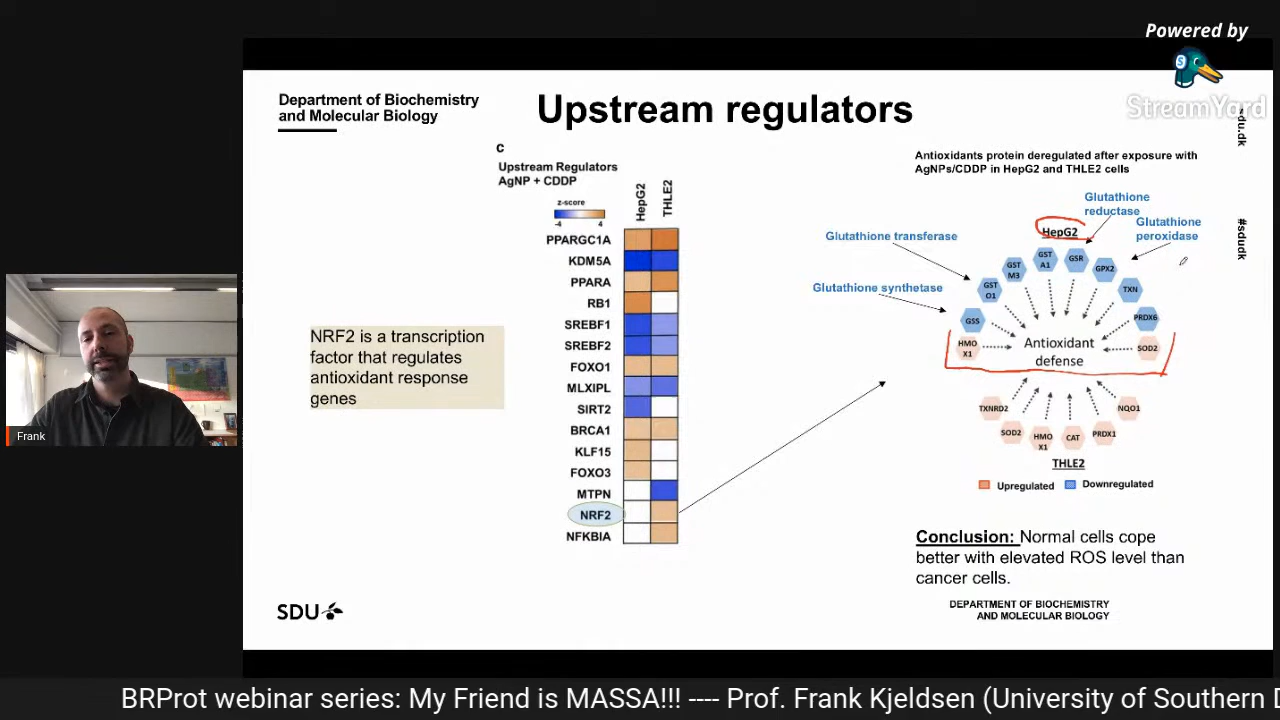 Powered by
StreamYard
Department of Biochemistry
and Molecular Biology
Upstream regulators
sdu.dk
#sdudk
c
Upstream Regulators
AgNP + CDDP
z-score
-4 4
HepG2
THLE2
PPARGC1A
KDM5A
PPARA
RB1
SREBF1
SREBF2
FOXO1
MLXIPL
SIRT2
BRCA1
KLF15
FOXO3
MTPN
NRF2
NFKBIA
NRF2 is a transcription
factor that regulates
antioxidant response
genes
Antioxidants protein deregulated after exposure with
AgNPs/CDDP in HepG2 and THLE2 cells
Glutathione
reductase
Glutathione
peroxidase
Glutathione transferase
Glutathione synthetase
HepG2
GST
A1
GSR
GST
M3
GPX2
GST
O1
TXN
GSS
PRDX6
HMO
X1
SOD2
Antioxidant
defense
TXNRD2
NQO1
SOD2
HMO
X1
CAT
PRDX1
THLE2
Upregulated
Downregulated
Conclusion: Normal cells cope
better with elevated ROS level than
cancer cells.
SDU
DEPARTMENT OF BIOCHEMISTRY
AND MOLECULAR BIOLOGY
Frank
BRProt webinar series: My Friend is MASSA!!! ---- Prof. Frank Kjeldsen (University of Southern D